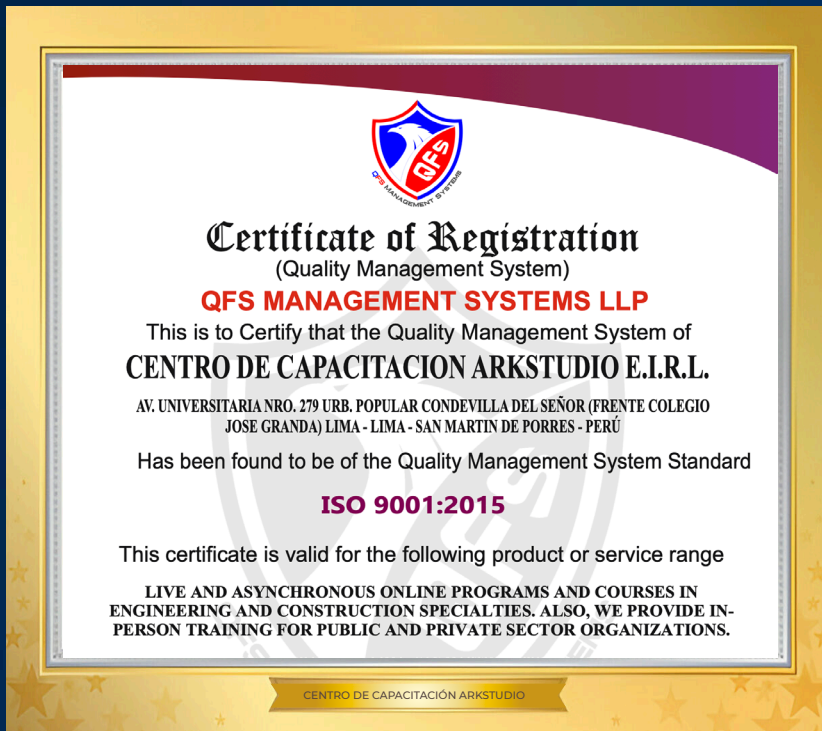 QFS
QFS MANAGEMENT SYSTEMS
Certificate of Registration
(Quality Management System)
QFS MANAGEMENT SYSTEMS LLP
This is to Certify that the Quality Management System of
CENTRO DE CAPACITACION ARKSTUDIO E.I.R.L.
AV. UNIVERSITARIA NRO. 279 URB. POPULAR CONDEVILLA DEL SEÑOR (FRENTE COLEGIO
JOSE GRANDA) LIMA - LIMA - SAN MARTIN DE PORRES - PERÚ
Has been found to be of the Quality Management System Standard
ISO 9001:2015
This certificate is valid for the following product or service range
LIVE AND ASYNCHRONOUS ONLINE PROGRAMS AND COURSES IN
ENGINEERING AND CONSTRUCTION SPECIALTIES. ALSO, WE PROVIDE IN-
PERSON TRAINING FOR PUBLIC AND PRIVATE SECTOR ORGANIZATIONS.
CENTRO DE CAPACITACIÓN ARKSTUDIO